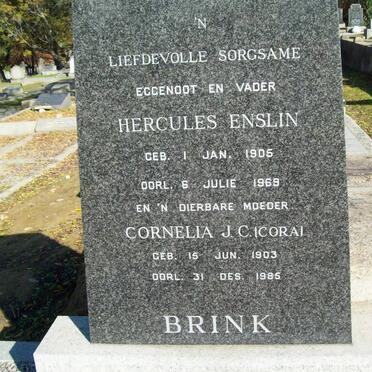 'N
LIEFDEVOLLE SORGSAME
EGGENOOT EN VADER
HERCULES ENSLIN
GEB. 1 JAN. 1905
OORL. 6 JULIE 1969
EN 'N DIERBARE MOEDER
CORNELIA J.C. (CORA)
GEB. 15 JUN. 1903
OORL. 31 DES. 1985
BRINK